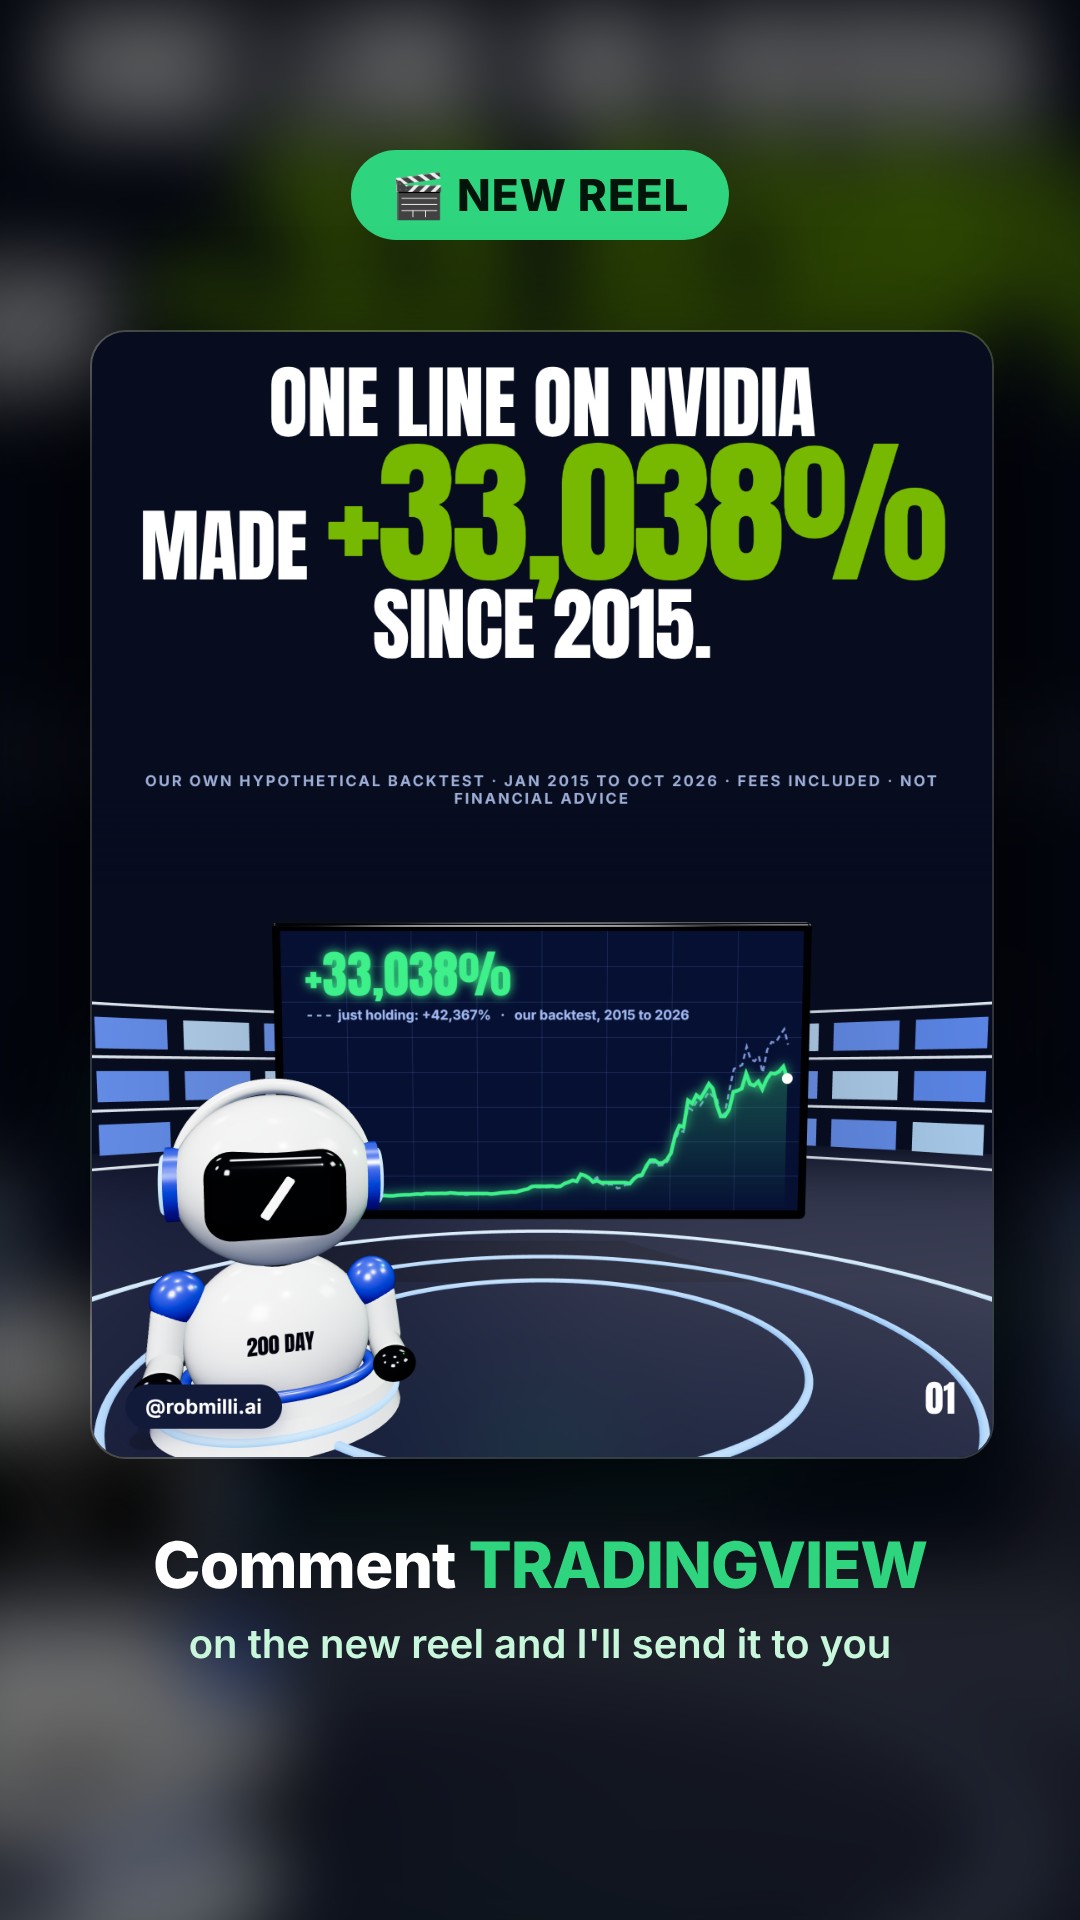 🎬 NEW REEL
ONE LINE ON NVIDIA
MADE +33,038%
SINCE 2015.
OUR OWN HYPOTHETICAL BACKTEST · JAN 2015 TO OCT 2026 · FEES INCLUDED · NOT
FINANCIAL ADVICE
+33,038%
--- just holding: +42,367% · our backtest, 2015 to 2026
200 DAY
@robmilli.ai
01
Comment TRADINGVIEW
on the new reel and I'll send it to you